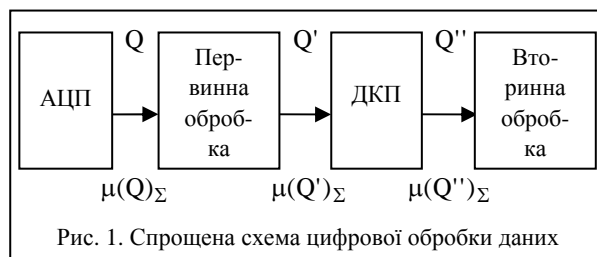 Q Q' Q''
АЦП
Пер-
винна
оброб-
ка
ДКП
Вто-
ринна
оброб-
ка
μ(Q)Σ μ(Q')Σ μ(Q'')Σ
Рис. 1. Спрощена схема цифрової обробки даних